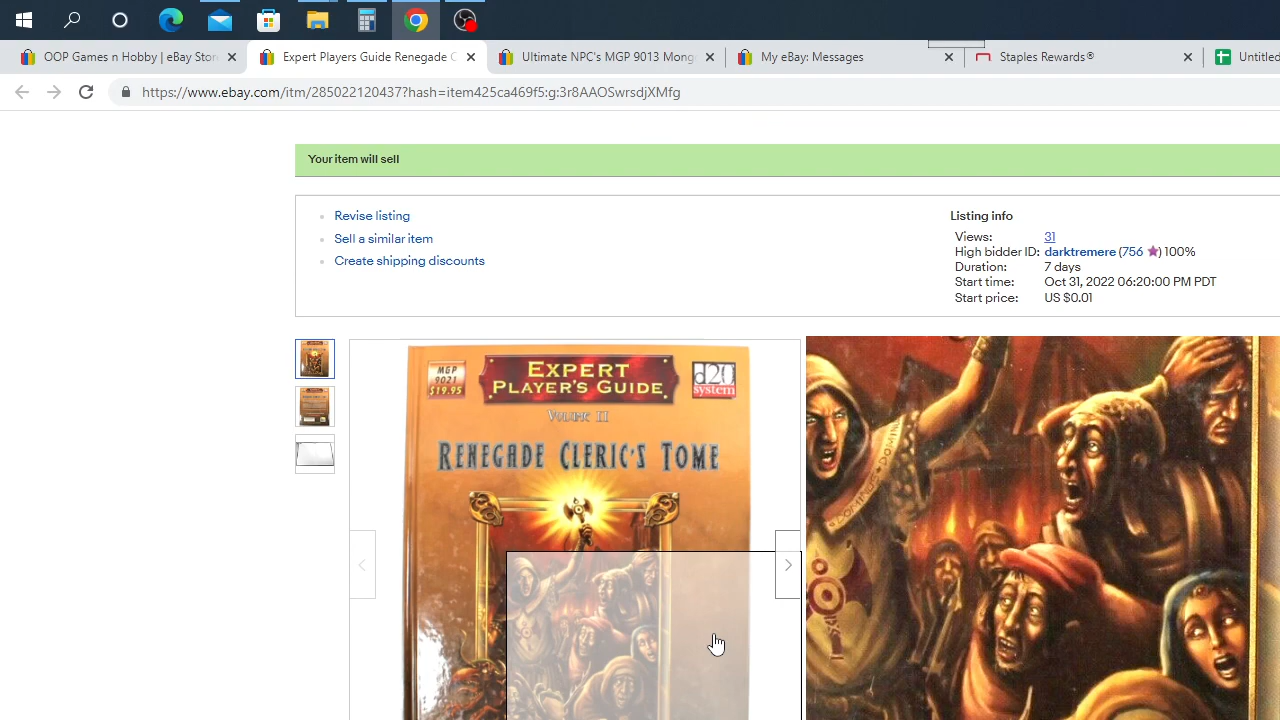 OOP Games n Hobby | eBay Stor
Expert Players Guide Renegade C
Ultimate NPC's MGP 9013 Mong
My eBay: Messages
Staples Rewards®
Untitled
https://www.ebay.com/itm/285022120437?hash=item425ca469f5:g:3r8AAOSwrsdjXMfg
Your item will sell
Revise listing
Sell a similar item
Create shipping discounts
Listing info
Views: 31
High bidder ID: darktremere (756 ) 100%
Duration: 7 days
Start time: Oct 31, 2022 06:20:00 PM PDT
Start price: US $0.01
MGP
9021
$19.95
EXPERT
PLAYER'S GUIDE
d20
system
VOLUME II
RENEGADE CLERIC'S TOME